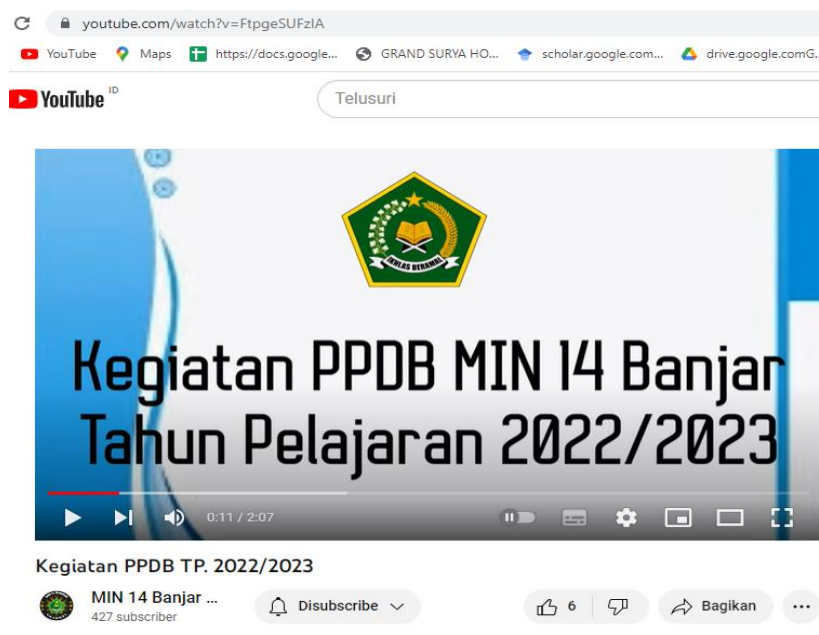 youtube.com/watch?v=FtpgeSUFzlA
YouTube Maps https://docs.google... GRAND SURYA HO... scholar.google.com... drive.google.comG...
YouTube ID
Telusuri
IKHLAS BERAMAL
Kegiatan PPDB MIN 14 Banjar
Tahun Pelajaran 2022/2023
0:11 / 2:07
Kegiatan PPDB TP. 2022/2023
MIN 14 Banjar ...
427 subscriber
Disubscribe
6
Bagikan